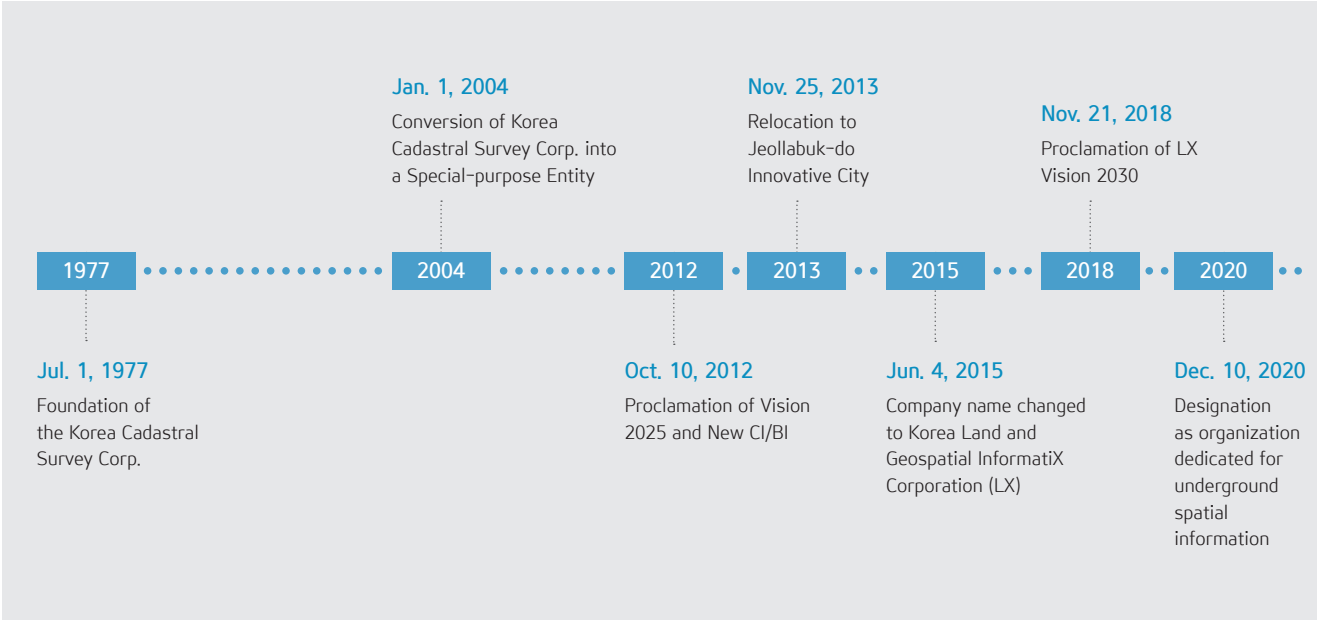 Jan. 1, 2004
Conversion of Korea
Cadastral Survey Corp. into
a Special-purpose Entity
Nov. 25, 2013
Relocation to
Jeollabuk-do
Innovative City
Nov. 21, 2018
Proclamation of LX
Vision 2030
1977
2004
2012
2013
2015
2018
2020
Jul. 1, 1977
Foundation of
the Korea Cadastral
Survey Corp.
Oct. 10, 2012
Proclamation of Vision
2025 and New CI/BI
Jun. 4, 2015
Company name changed
to Korea Land and
Geospatial InformatiX
Corporation (LX)
Dec. 10, 2020
Designation
as organization
dedicated for
underground
spatial
information